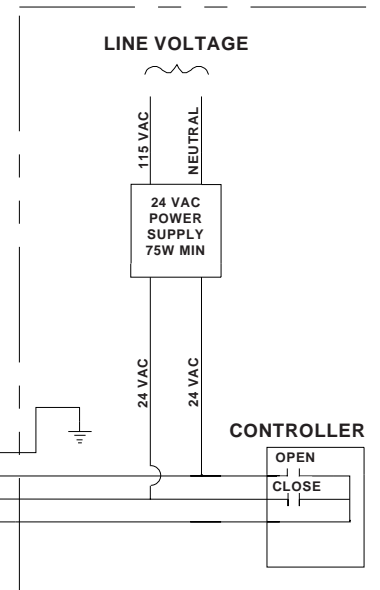 LINE VOLTAGE
115 VAC
NEUTRAL
24 VAC
POWER
SUPPLY
75W MIN
24 VAC
24 VAC
CONTROLLER
OPEN
CLOSE